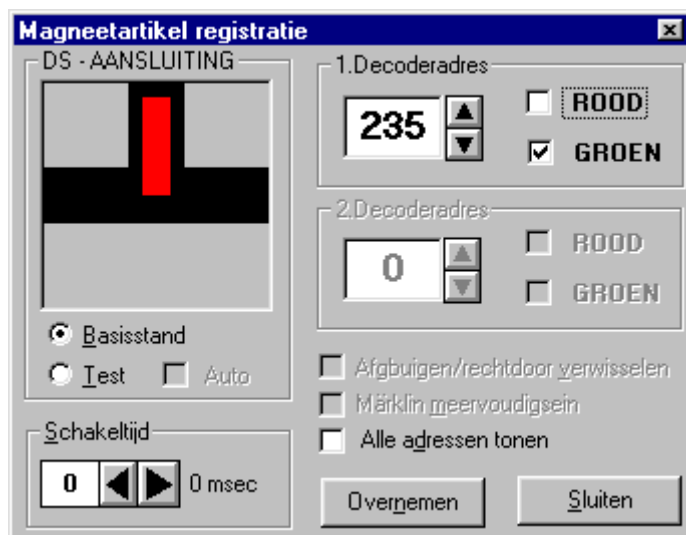 Magneetartikel registratie
DS - AANSLUITING
Basisstand
Test
Auto
Schakeltijd
0
0 msec
1.Decoderadres
235
ROOD
GROEN
2.Decoderadres
0
ROOD
GROEN
Afgbuigen/rechtdoor verwisselen
Märklin meervoudigsein
Alle adressen tonen
Overnemen
Sluiten